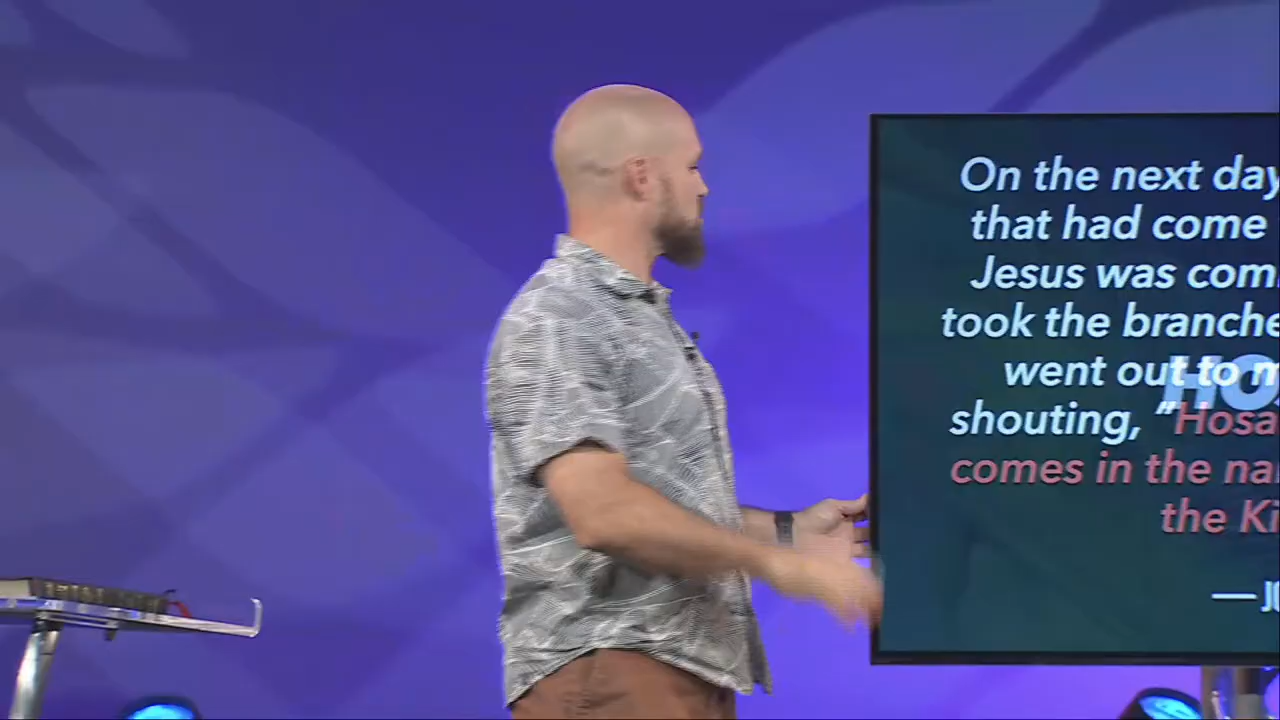 On the next day
that had come
Jesus was com
took the branche
went out to m
HO
shouting, "Hosa
comes in the na
the Ki
— J